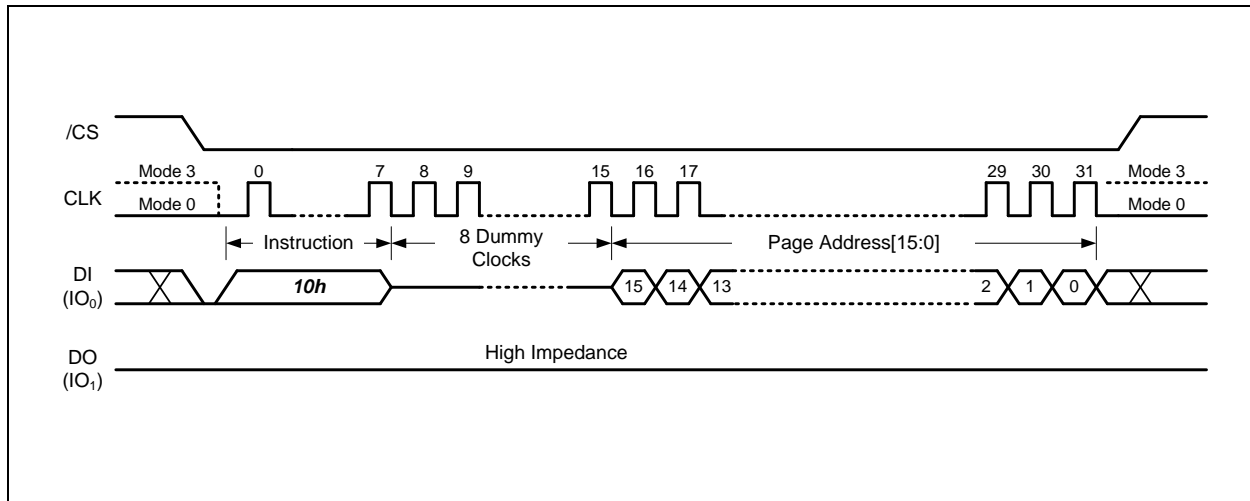 /CS
Mode 3 0 7 8 9 15 16 17 29 30 31 Mode 3
CLK
Mode 0 Mode 0
Instruction 8 Dummy Clocks Page Address[15:0]
DI
(IO₀)
10h 15 14 13 2 1 0
High Impedance
DO
(IO₁)